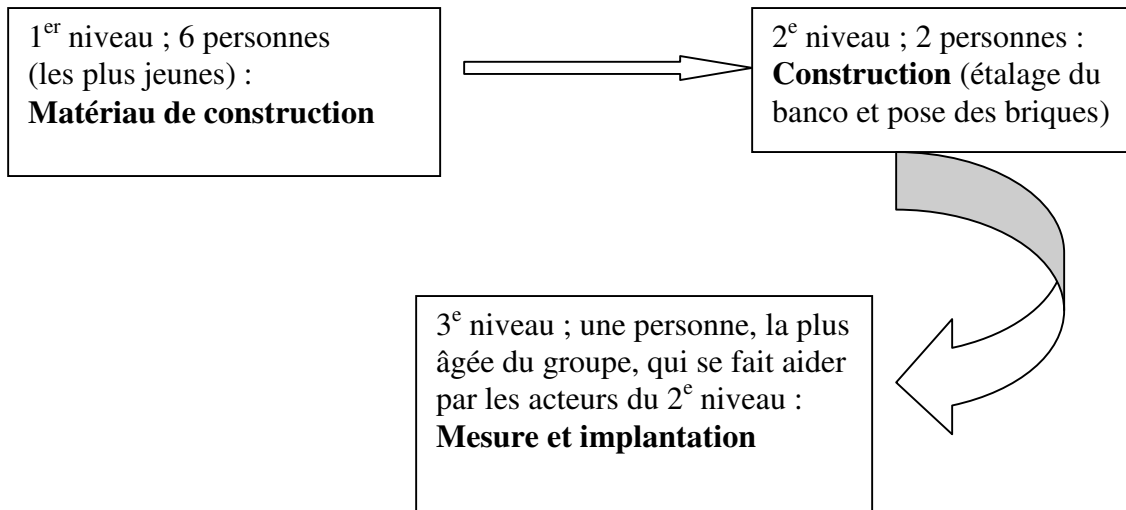 1er niveau ; 6 personnes
(les plus jeunes) :
Matériau de construction
2e niveau ; 2 personnes :
Construction (étalage du
banco et pose des briques)
3e niveau ; une personne, la plus
âgée du groupe, qui se fait aider
par les acteurs du 2e niveau :
Mesure et implantation